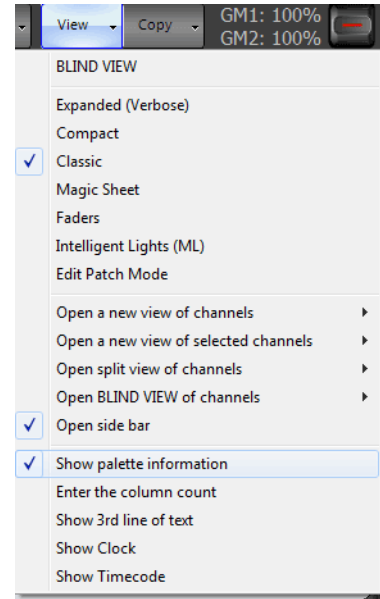 View Copy GM1: 100%
GM2: 100%
BLIND VIEW
Expanded (Verbose)
Compact
Classic
Magic Sheet
Faders
Intelligent Lights (ML)
Edit Patch Mode
Open a new view of channels
Open a new view of selected channels
Open split view of channels
Open BLIND VIEW of channels
Open side bar
Show palette information
Enter the column count
Show 3rd line of text
Show Clock
Show Timecode